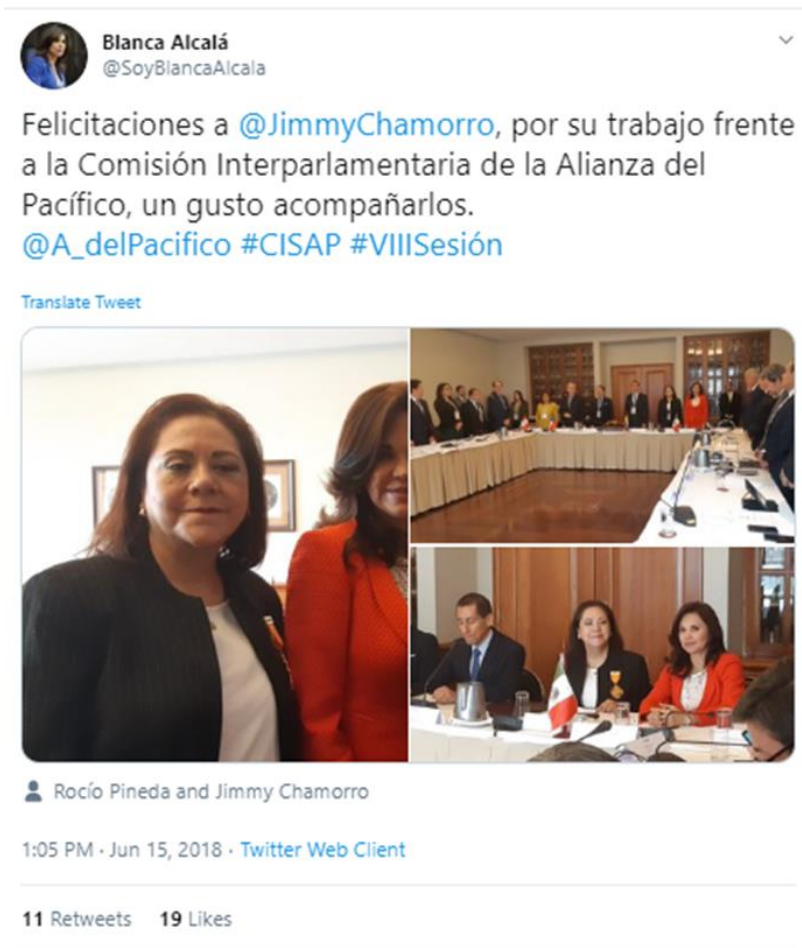 Blanca Alcalá
@SoyBlancaAlcala
Felicitaciones a @JimmyChamorro, por su trabajo frente
a la Comisión Interparlamentaria de la Alianza del
Pacífico, un gusto acompañarlos.
@A_delPacifico #CISAP #VIIISesión
Translate Tweet
Rocío Pineda and Jimmy Chamorro
1:05 PM · Jun 15, 2018 · Twitter Web Client
11 Retweets 19 Likes